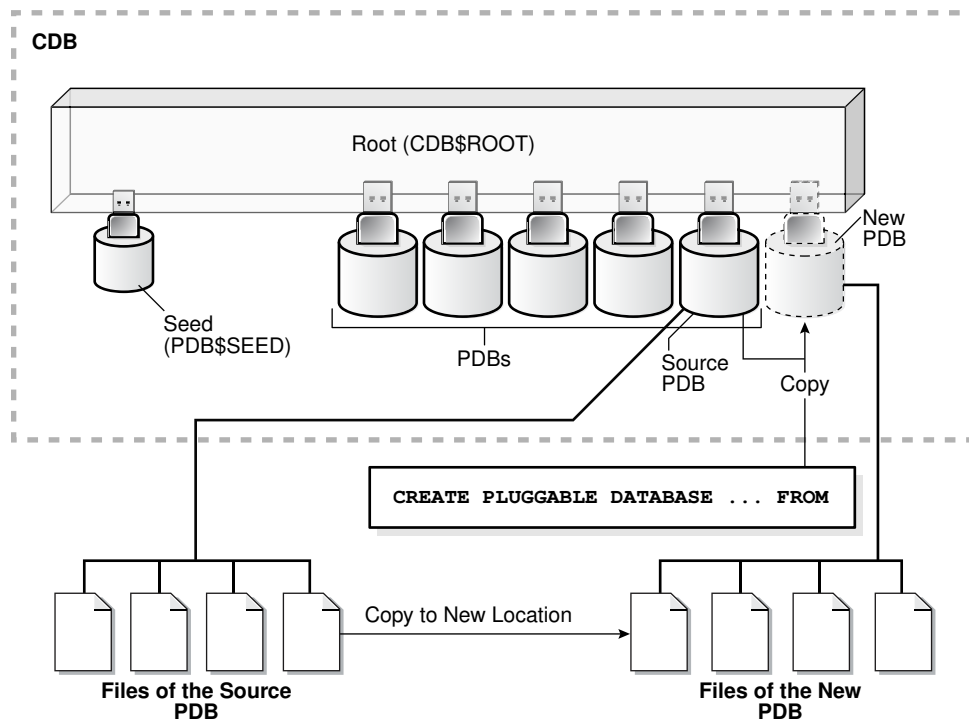 CDB
Root (CDB$ROOT)
New
PDB
Seed
(PDB$SEED)
PDBs
Source
PDB
Copy
CREATE PLUGGABLE DATABASE ... FROM
Copy to New Location
Files of the Source
PDB
Files of the New
PDB